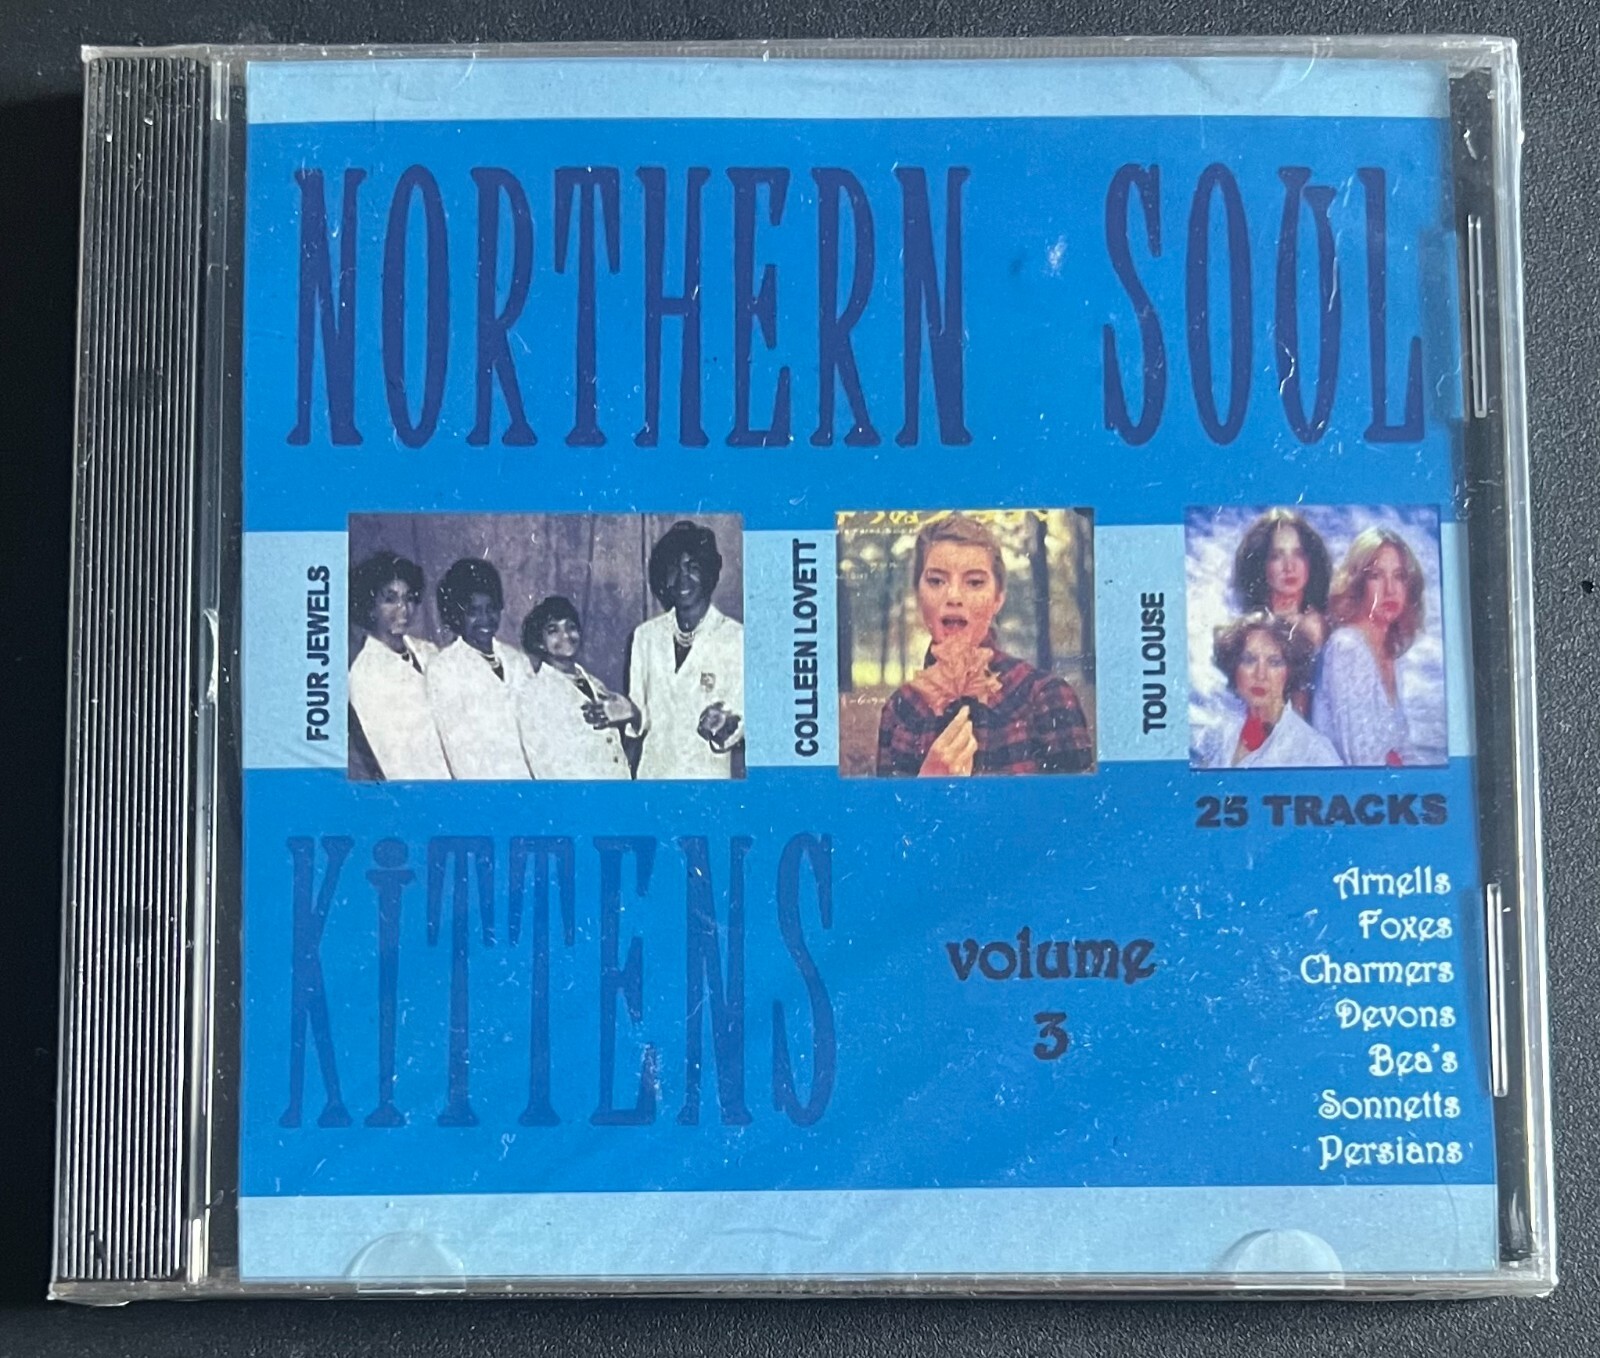 NORTHERN SOUL
FOUR JEWELS
COLLEEN LOVETT
TOU LOUSE
25 TRACKS
KiTTENS
volume
3
Arnells
Foxes
Charmers
Devons
Bea's
Sonnetts
Persians